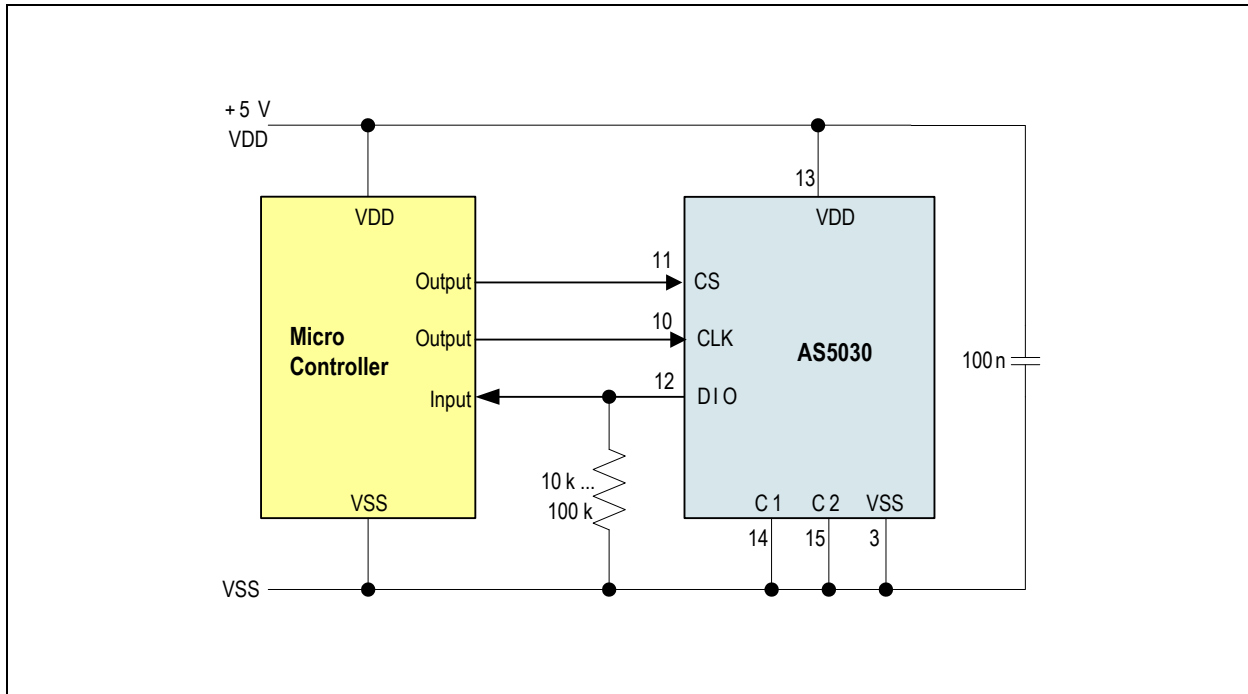 +5 V
VDD
13
VDD
VDD
11
Output
CS
10
Micro
Controller
Output
CLK
AS5030
100n
12
Input
DIO
10 k ...
100 k
VSS
C1
C2
VSS
14
15
3
VSS